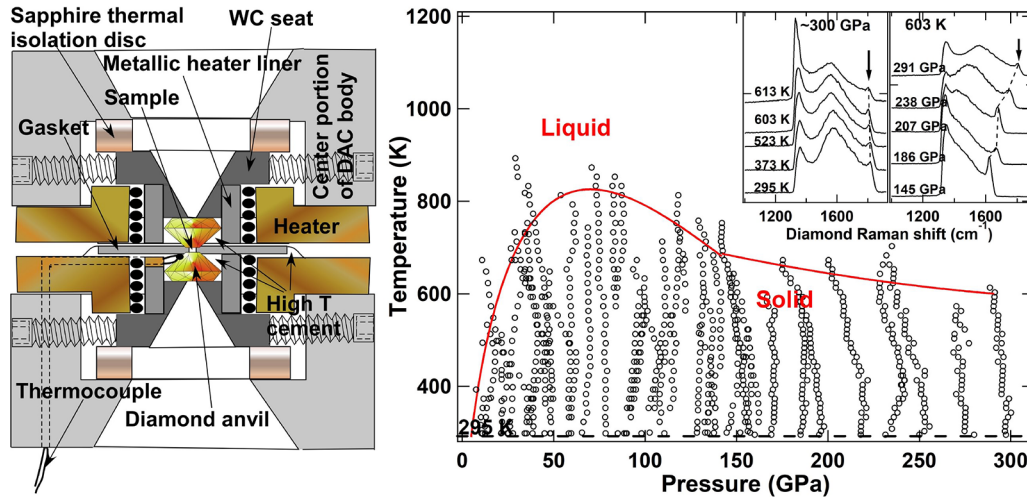 Sapphire thermal
isolation disc
WC seat
Metallic heater liner
Sample
Gasket
Center portion
of DAC body
Heater
High T
cement
Thermocouple
Diamond anvil
Temperature (K)
1200
1000
800
600
400
295 K
Liquid
Solid
0
50
100
150
200
250
300
Pressure (GPa)
~300 GPa
613 K
603 K
523 K
373 K
295 K
1400
1800
603 K
291 GPa
238 GPa
207 GPa
186 GPa
145 GPa
1200
1600
Diamond Raman shift (cm-1)